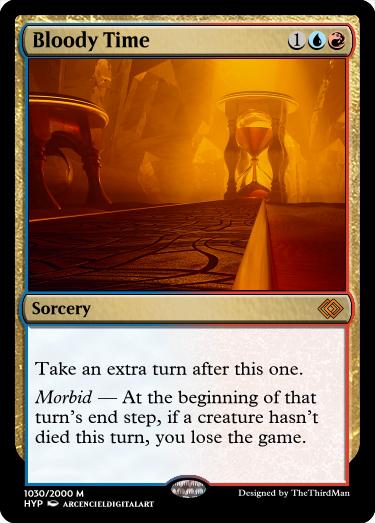 Bloody Time 1
Sorcery
Take an extra turn after this one.
Morbid — At the beginning of that
turn's end step, if a creature hasn't
died this turn, you lose the game.
1030/2000 M
HYP ARCENCIELDIGITALART
Designed by TheThirdMan